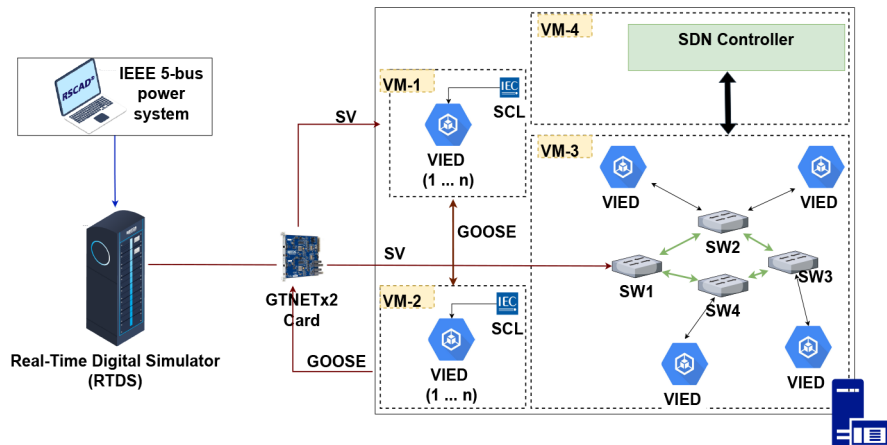 RSCAD®
IEEE 5-bus
power
system
Real-Time Digital Simulator
(RTDS)
GTNETx2
Card
SV
SV
GOOSE
GOOSE
VM-1
IEC
SCL
VIED
(1 ... n)
VM-2
IEC
SCL
VIED
(1 ... n)
VM-4
SDN Controller
VM-3
VIED
VIED
SW2
SW1
SW3
SW4
VIED
VIED